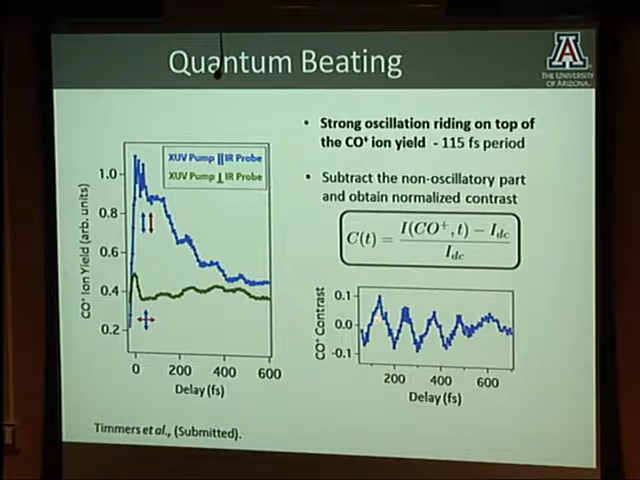 Quantum Beating
A
THE UNIVERSITY
OF ARIZONA.
• Strong oscillation riding on top of
the CO⁺ ion yield - 115 fs period
• Subtract the non-oscillatory part
and obtain normalized contrast
C(t) = I(CO⁺, t) − I_dc / I_dc
XUV Pump || IR Probe
XUV Pump ⊥ IR Probe
CO⁺ Ion Yield (arb. units)
1.0
0.8
0.6
0.4
0.2
0 200 400 600
Delay (fs)
CO⁺ Contrast
0.1
0.0
-0.1
200 400 600
Delay (fs)
Timmers et al., (Submitted).